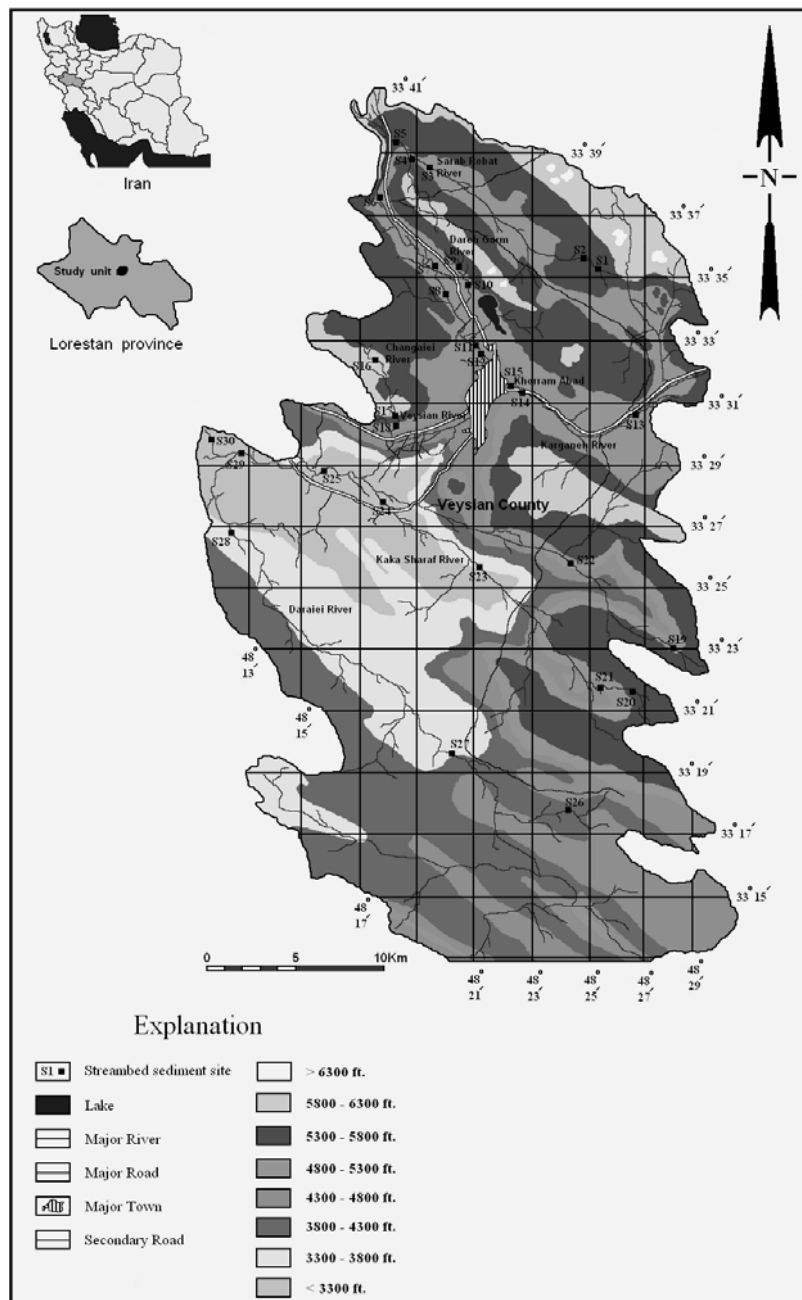 Iran
Study unit
Lorestan province
N
33° 41′
33° 39′
33° 37′
33° 35′
33° 33′
33° 31′
33° 29′
33° 27′
33° 25′
33° 23′
33° 21′
33° 19′
33° 17′
33° 15′
S5
S4
S3
Sarab Robat
River
S6
S2
S1
Dareh Garm
River
S9
S10
S8
S11
Changaiei
River
S16
S15
Khorram Abad
S14
S13
Veysian River
S18
Karganeh River
S30
S29
S25
S24
Veysian County
S28
S22
Kaka Sharaf River
S23
Daraiei River
S19
S21
S20
S27
S26
48° 13′
48° 15′
48° 17′
48° 21′
48° 23′
48° 25′
48° 27′
48° 29′
0 5 10Km
Explanation
S1 Streambed sediment site
Lake
Major River
Major Road
Major Town
Secondary Road
> 6300 ft.
5800 - 6300 ft.
5300 - 5800 ft.
4800 - 5300 ft.
4300 - 4800 ft.
3800 - 4300 ft.
3300 - 3800 ft.
< 3300 ft.